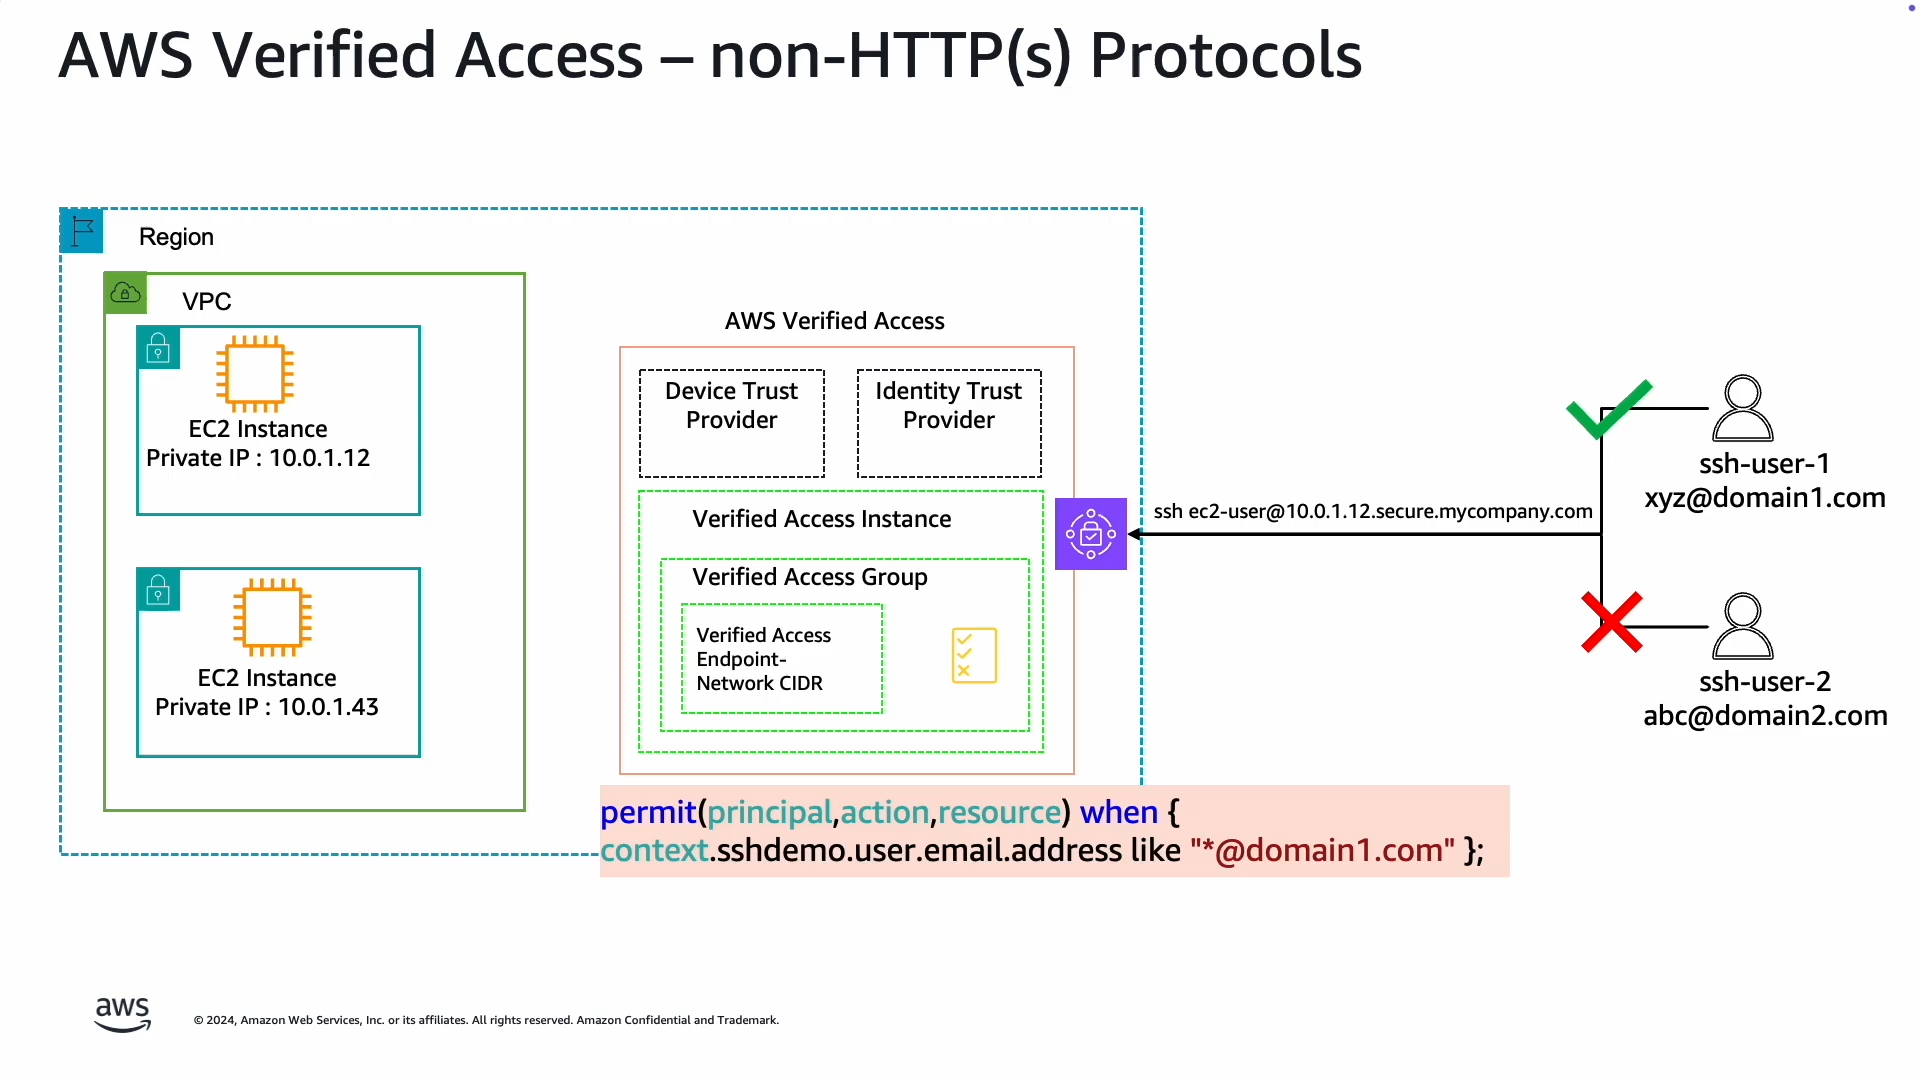 AWS Verified Access – non-HTTP(s) Protocols
Region
VPC
EC2 Instance
Private IP : 10.0.1.12
EC2 Instance
Private IP : 10.0.1.43
AWS Verified Access
Device Trust
Provider
Identity Trust
Provider
Verified Access Instance
Verified Access Group
Verified Access
Endpoint-
Network CIDR
ssh ec2-user@10.0.1.12.secure.mycompany.com
ssh-user-1
xyz@domain1.com
ssh-user-2
abc@domain2.com
permit(principal,action,resource) when {
context.sshdemo.user.email.address like "*@domain1.com" };
aws
© 2024, Amazon Web Services, Inc. or its affiliates. All rights reserved. Amazon Confidential and Trademark.